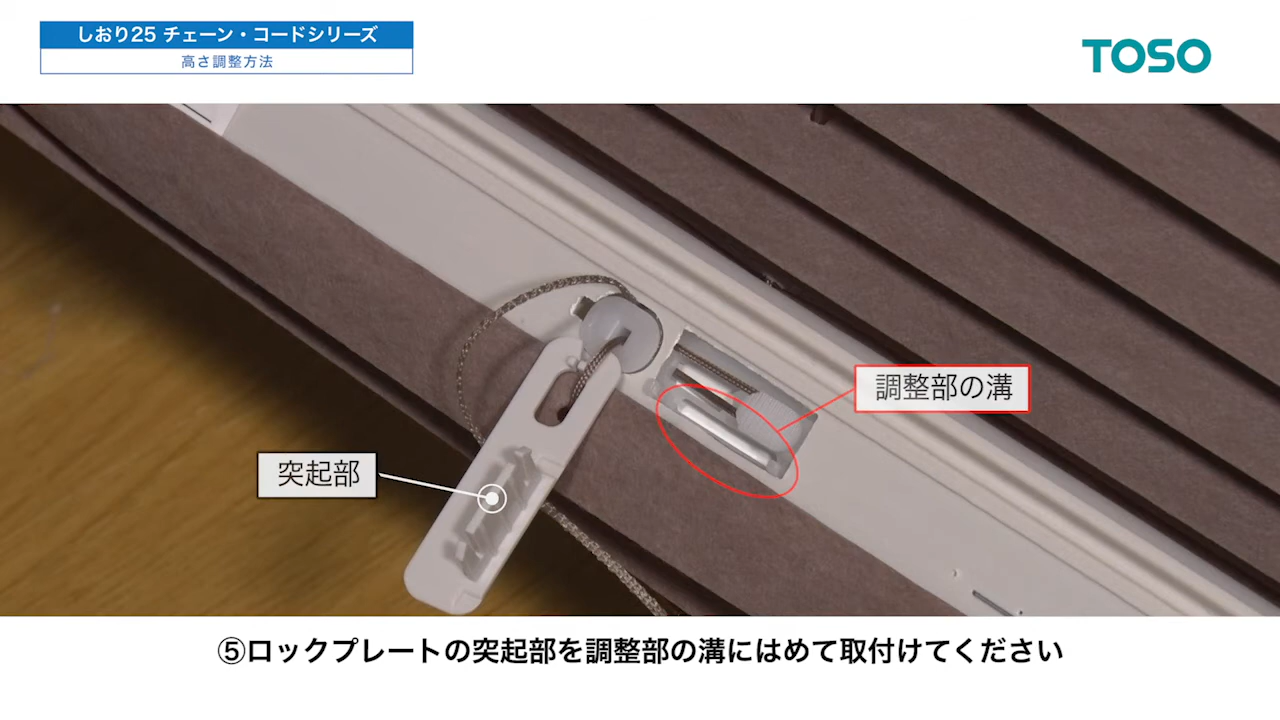 しおり25 チェーン・コードシリーズ
高さ調整方法
TOSO
調整部の溝
突起部
⑤ロックプレートの突起部を調整部の溝にはめて取付けてください